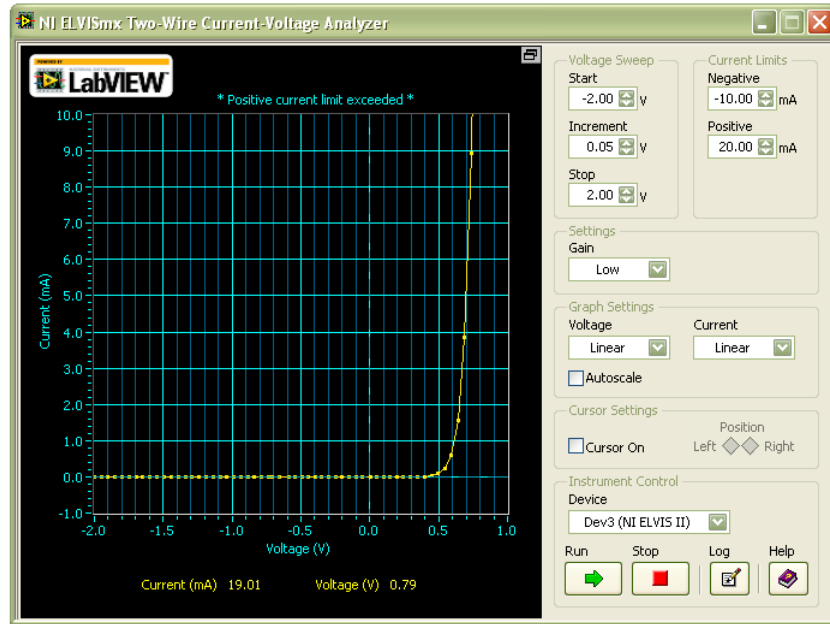 NI ELVISmx Two-Wire Current-Voltage Analyzer
LabVIEW
* Positive current limit exceeded *
10.0
9.0
8.0
7.0
6.0
5.0
4.0
3.0
2.0
1.0
0.0
-1.0
Current (mA)
-2.0 -1.5 -1.0 -0.5 0.0 0.5 1.0
Voltage (V)
Current (mA) 19.01 Voltage (V) 0.79
Voltage Sweep
Start
-2.00 V
Increment
0.05 V
Stop
2.00 V
Current Limits
Negative
-10.00 mA
Positive
20.00 mA
Settings
Gain
Low
Graph Settings
Voltage Current
Linear Linear
Autoscale
Cursor Settings
Position
Cursor On Left Right
Instrument Control
Device
Dev3 (NI ELVIS II)
Run Stop Log Help